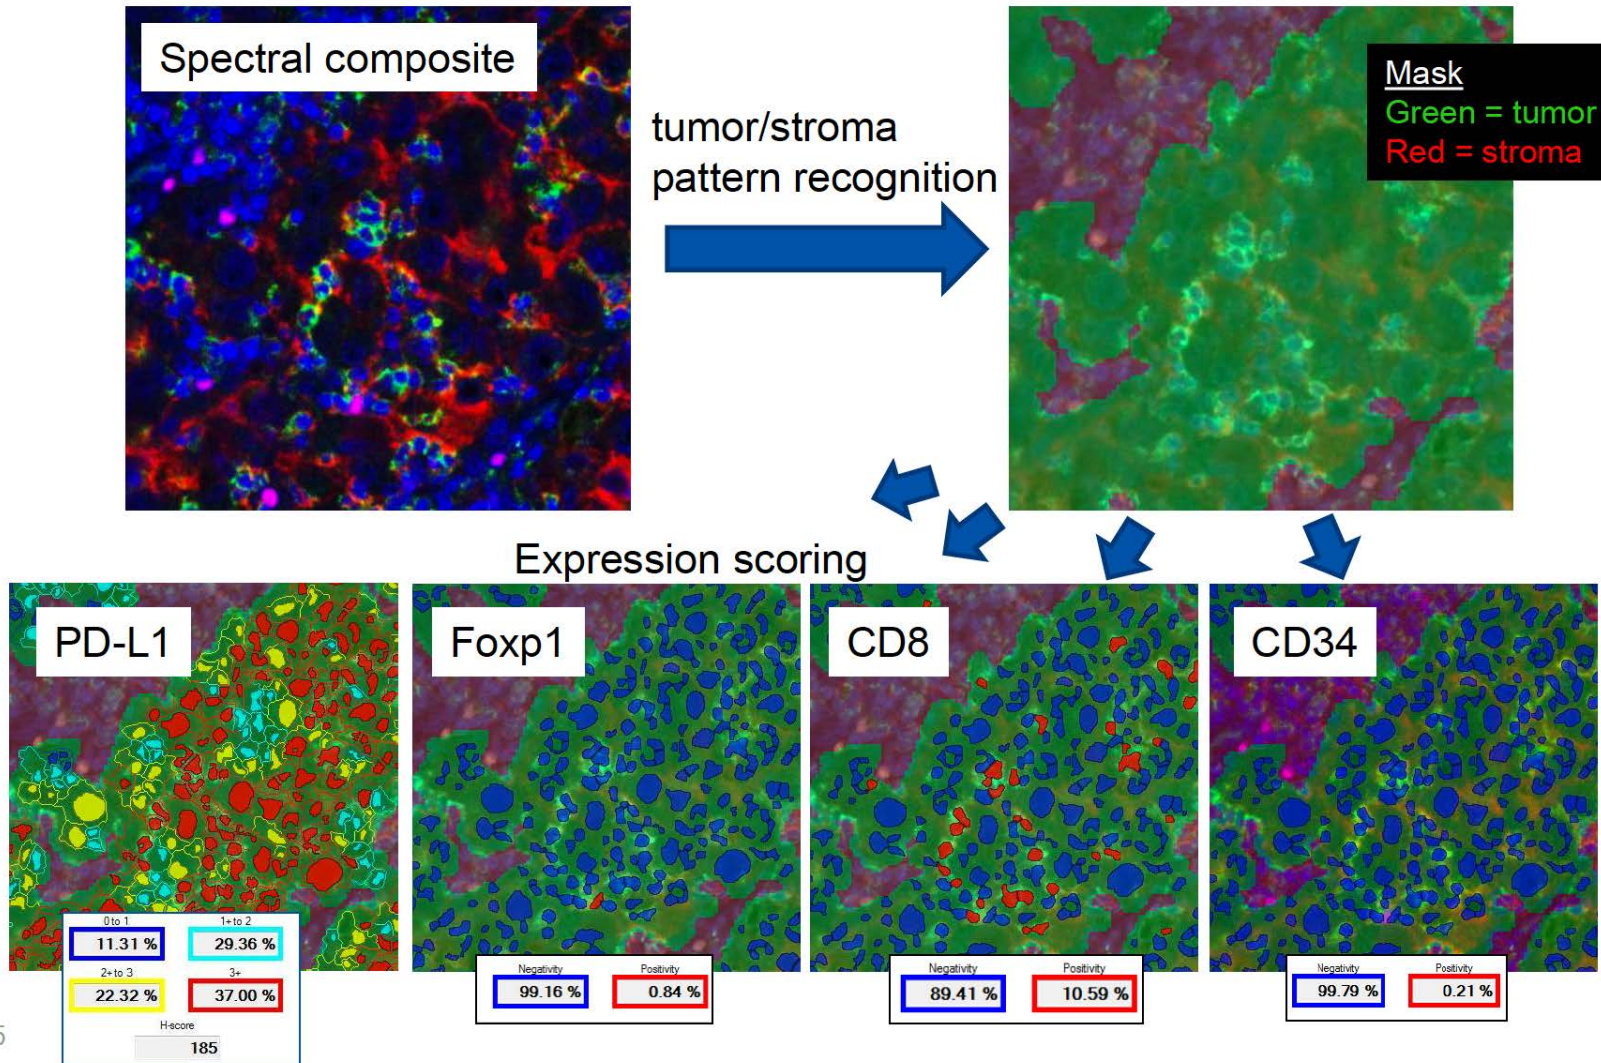 Spectral composite
tumor/stroma
pattern recognition
Mask
Green = tumor
Red = stroma
Expression scoring
PD-L1
Foxp1
CD8
CD34
0 to 1
1+ to 2
11.31 %
29.36 %
2+ to 3
3+
22.32 %
37.00 %
H-score
185
Negativity
Positivity
99.16 %
0.84 %
Negativity
Positivity
89.41 %
10.59 %
Negativity
Positivity
99.79 %
0.21 %